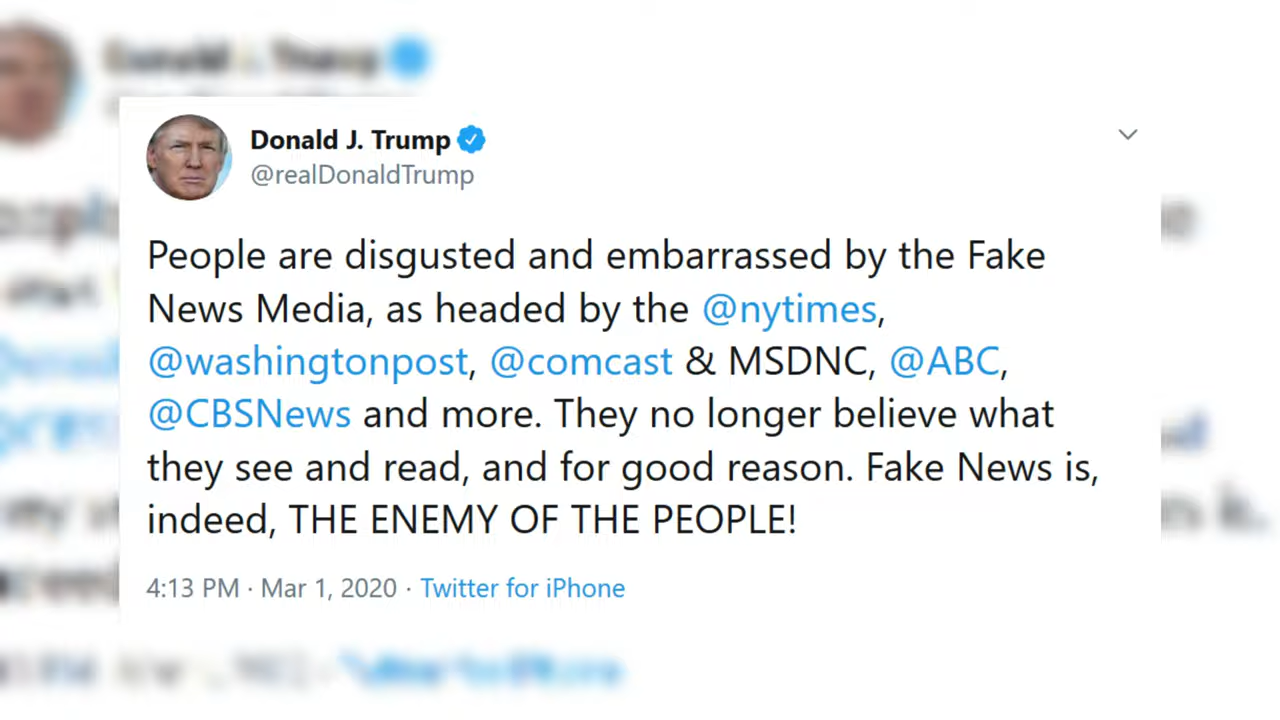 Donald J. Trump
@realDonaldTrump
People are disgusted and embarrassed by the Fake
News Media, as headed by the @nytimes,
@washingtonpost, @comcast & MSDNC, @ABC,
@CBSNews and more. They no longer believe what
they see and read, and for good reason. Fake News is,
indeed, THE ENEMY OF THE PEOPLE!
4:13 PM · Mar 1, 2020 · Twitter for iPhone